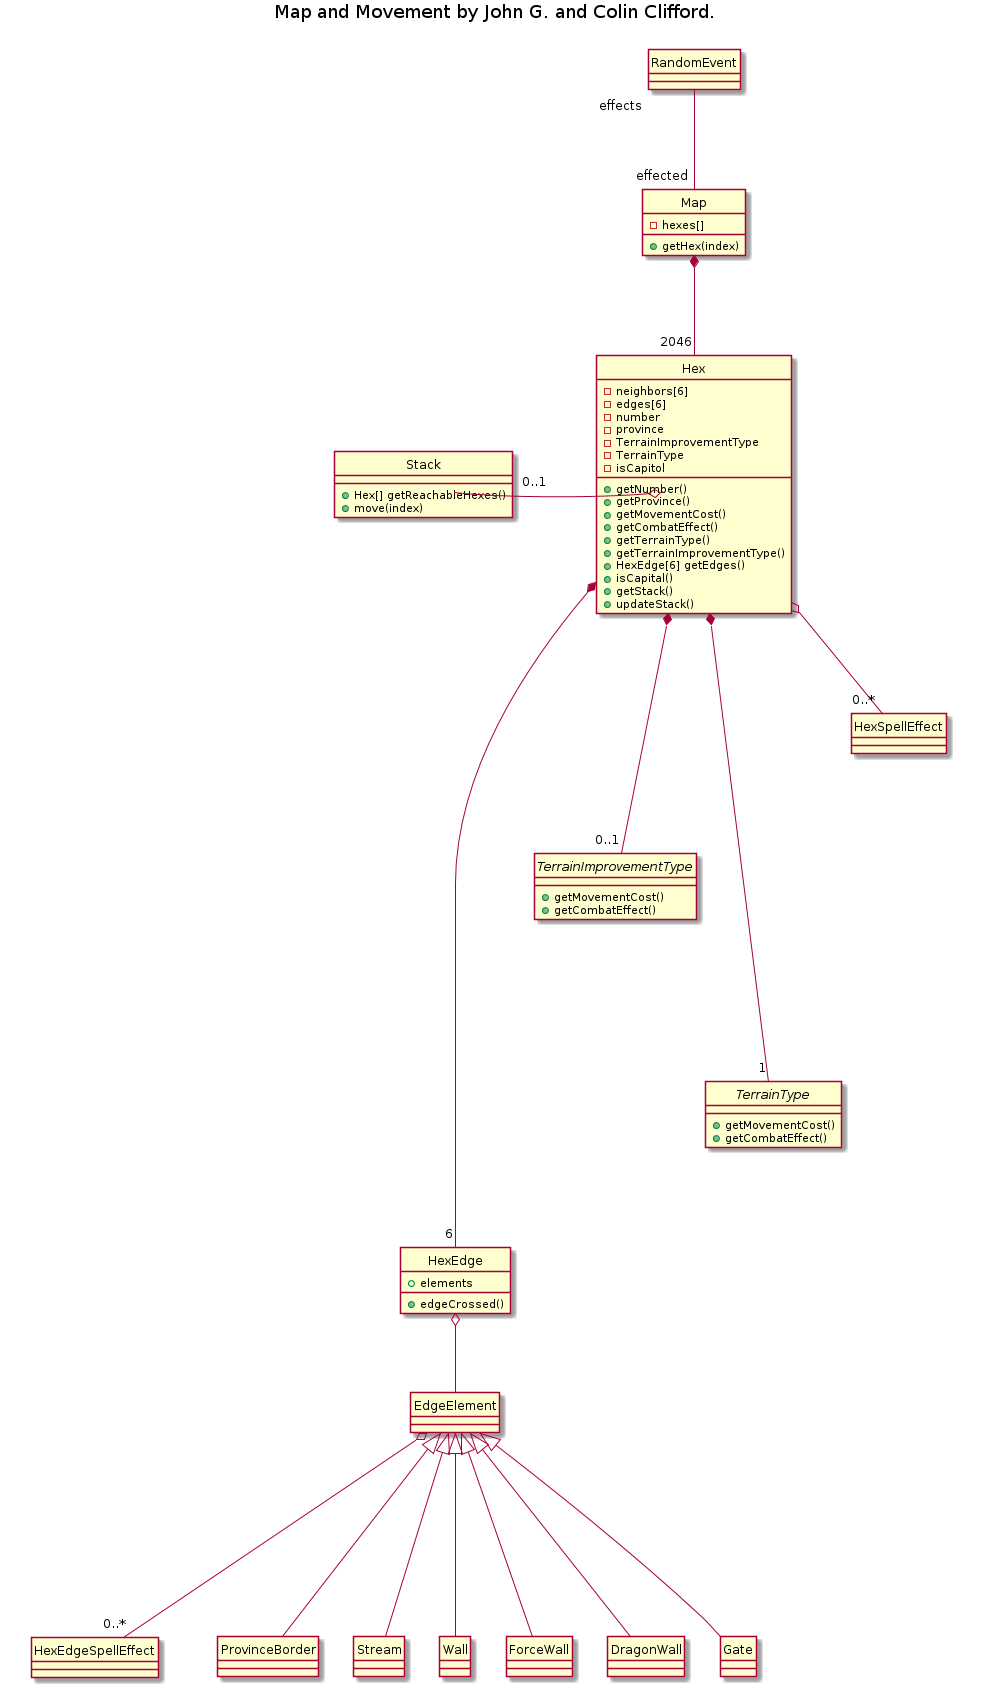 Map and Movement by John G. and Colin Clifford.
RandomEvent
effects
effected
Map
hexes[]
getHex(index)
2046
Hex
neighbors[6]
edges[6]
number
province
TerrainImprovementType
TerrainType
isCapitol
getNumber()
getProvince()
getMovementCost()
getCombatEffect()
getTerrainType()
getTerrainImprovementType()
HexEdge[6] getEdges()
isCapital()
getStack()
updateStack()
Stack
Hex[] getReachableHexes()
move(index)
0..1
0..*
HexSpellEffect
0..1
TerrainImprovementType
getMovementCost()
getCombatEffect()
1
TerrainType
getMovementCost()
getCombatEffect()
6
HexEdge
elements
edgeCrossed()
EdgeElement
0..*
HexEdgeSpellEffect
ProvinceBorder
Stream
Wall
ForceWall
DragonWall
Gate